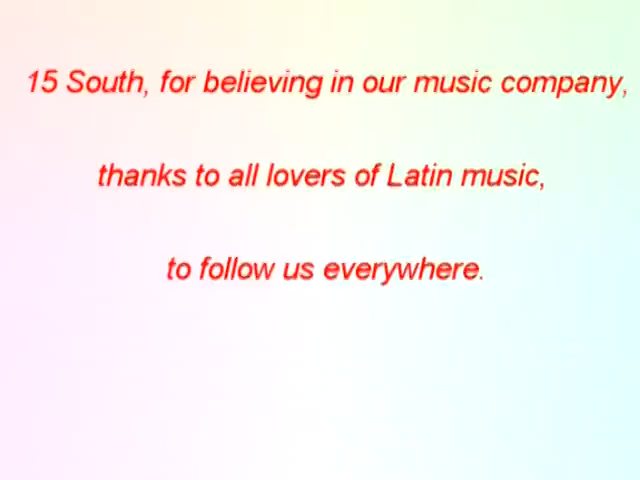 15 South, for believing in our music company,
thanks to all lovers of Latin music,
to follow us everywhere.